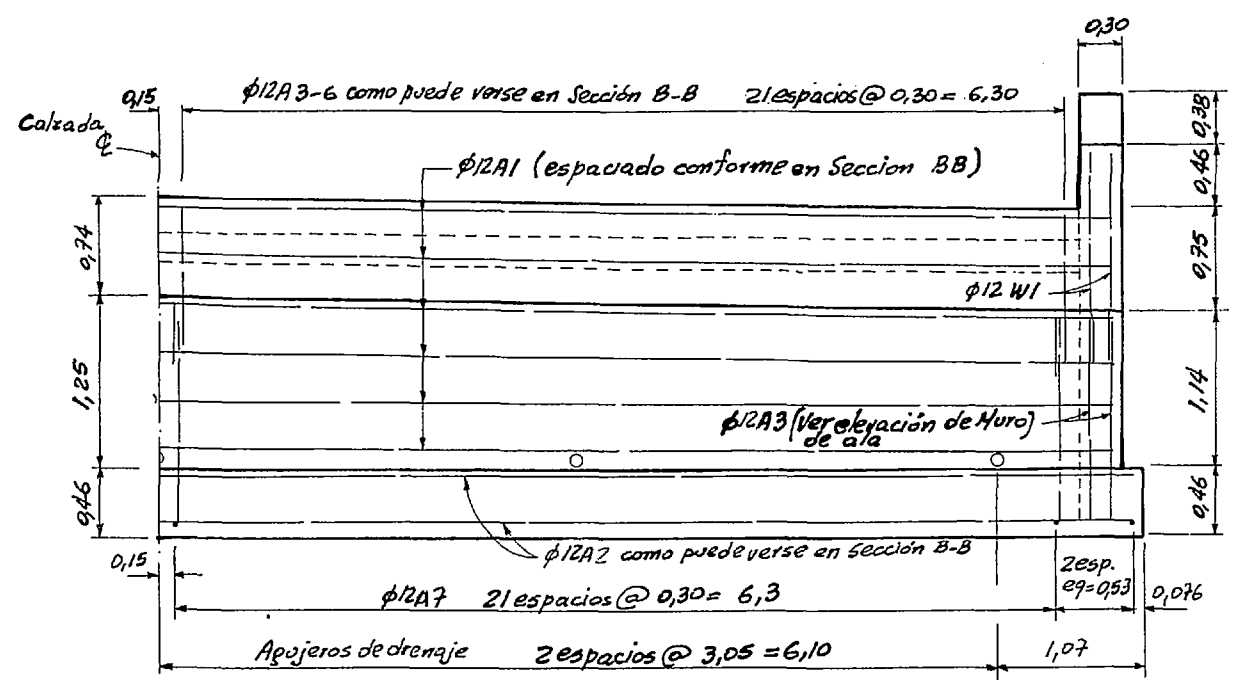 0,30
0,15
φ12A3-6 como puede verse en Sección B-B 21 espacios @ 0,30 = 6,30
Calzada
℄
0,38
φ12A1 (espaciado conforme en Seccion BB)
0,46
0,74
0,75
φ12 W1
1,25
1,14
φ12A3 (Ver elevación de Muro)
de ala
0,46
0,46
φ12A2 como puede verse en Sección B-B
0,15
2 esp.
eq=0,53
0,076
φ12A7 21 espacios @ 0,30 = 6,3
Agujeros de drenaje 2 espacios @ 3,05 = 6,10
1,07